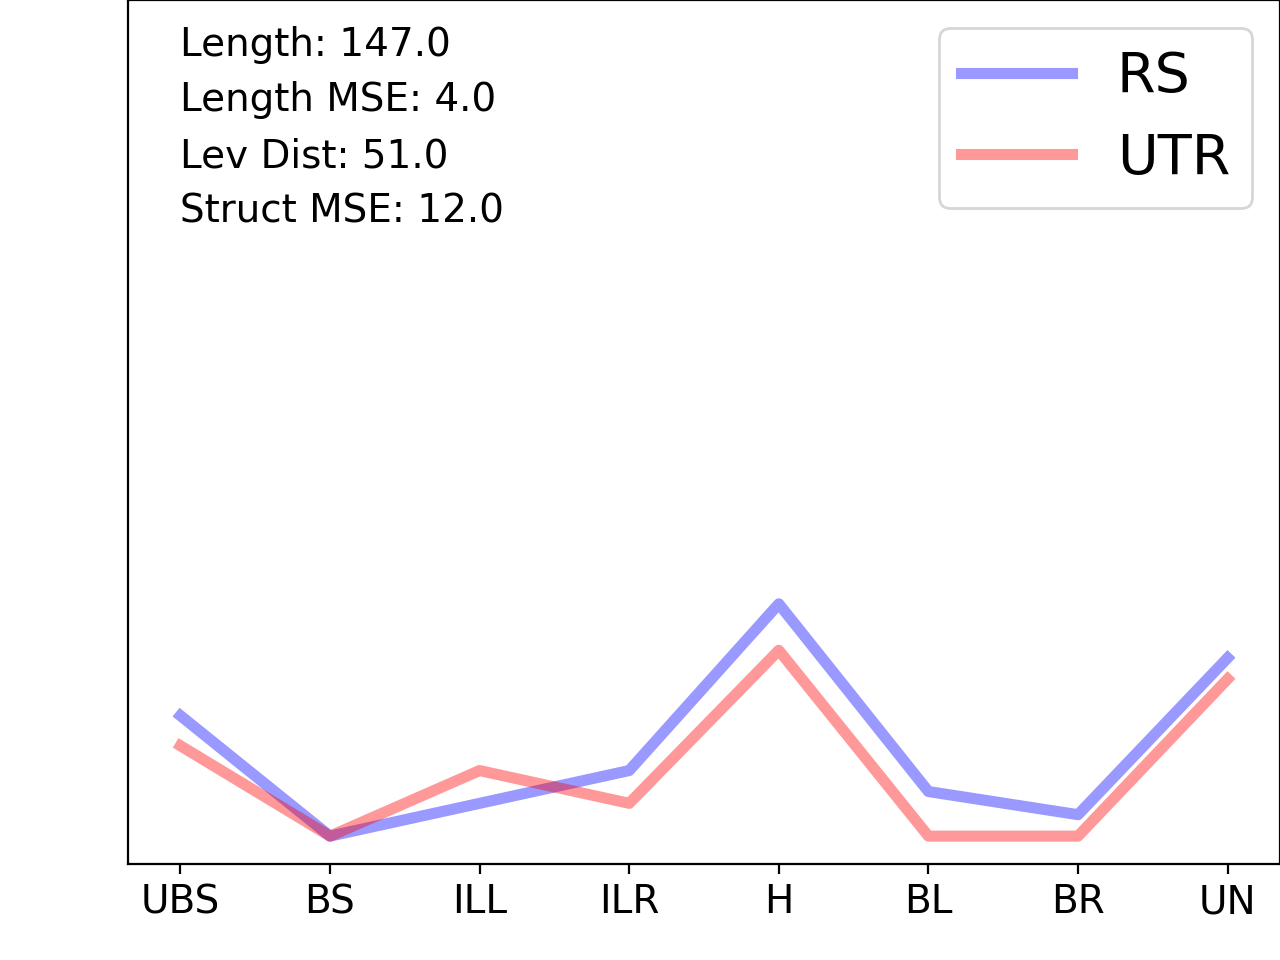 Length: 147.0
Length MSE: 4.0
Lev Dist: 51.0
Struct MSE: 12.0
RS
UTR
UBS BS ILL ILR H BL BR UN